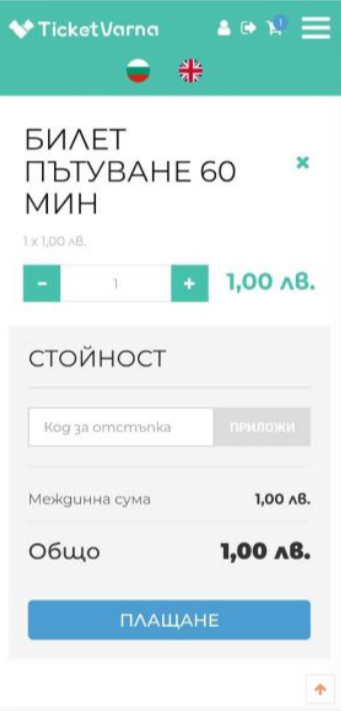 TicketVarna
1
БИЛЕТ
ПЪТУВАНЕ 60
МИН
1 x 1,00 лв.
- 1 + 1,00 лв.
СТОЙНОСТ
Код за отстъпка ПРИЛОЖИ
Междинна сума 1,00 лв.
Общо 1,00 лв.
ПЛАЩАНЕ